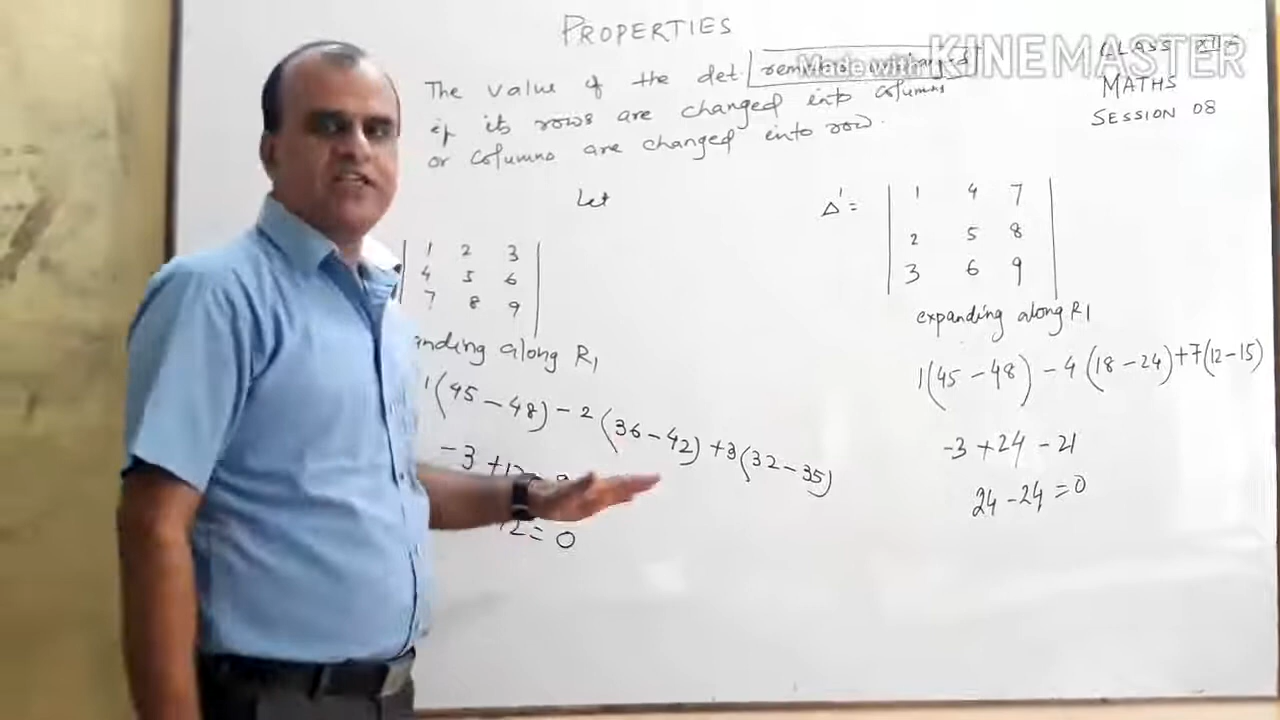 PROPERTIES
The value of the det. remains unchanged
if its rows are changed into columns
or columns are changed into row.
Made with KINEMASTER
CLASS XII
MATHS
SESSION 08
Let
1 2 3
4 5 6
7 8 9
anding along R1
1(45-48) - 2(36-42) + 3(32-35)
-3 +12
12 = 0
Δ' =
1 4 7
2 5 8
3 6 9
expanding along R1
1(45-48) - 4(18-24) + 7(12-15)
-3 +24 - 21
24 - 24 = 0